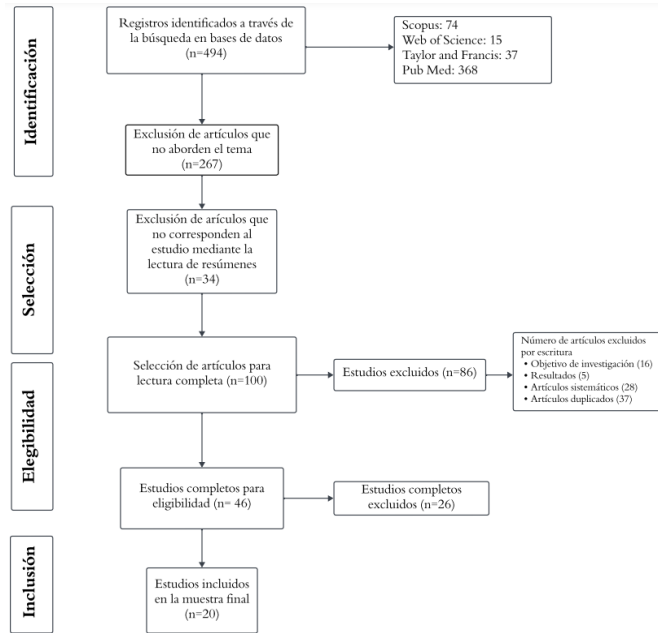 Identificación
Registros identificados a través de
la búsqueda en bases de datos
(n=494)
Scopus: 74
Web of Science: 15
Taylor and Francis: 37
Pub Med: 368
Exclusión de artículos que
no aborden el tema
(n=267)
Selección
Exclusión de arículos que
no corresponden al
estudio mediante la
lectura de resúmenes
(n=34)
Elegibilidad
Selección de artículos para
lectura completa (n=100)
Estudios excluidos (n=86)
Número de artículos excluidos
por escritura
• Objetivo de investigación (16)
• Resultados (5)
• Artículos sistemáticos (28)
• Artículos duplicados (37)
Estudios completos para
eligibilidad (n= 46)
Estudios completos
excluidos (n=26)
Inclusión
Estudios incluidos
en la muestra final
(n=20)